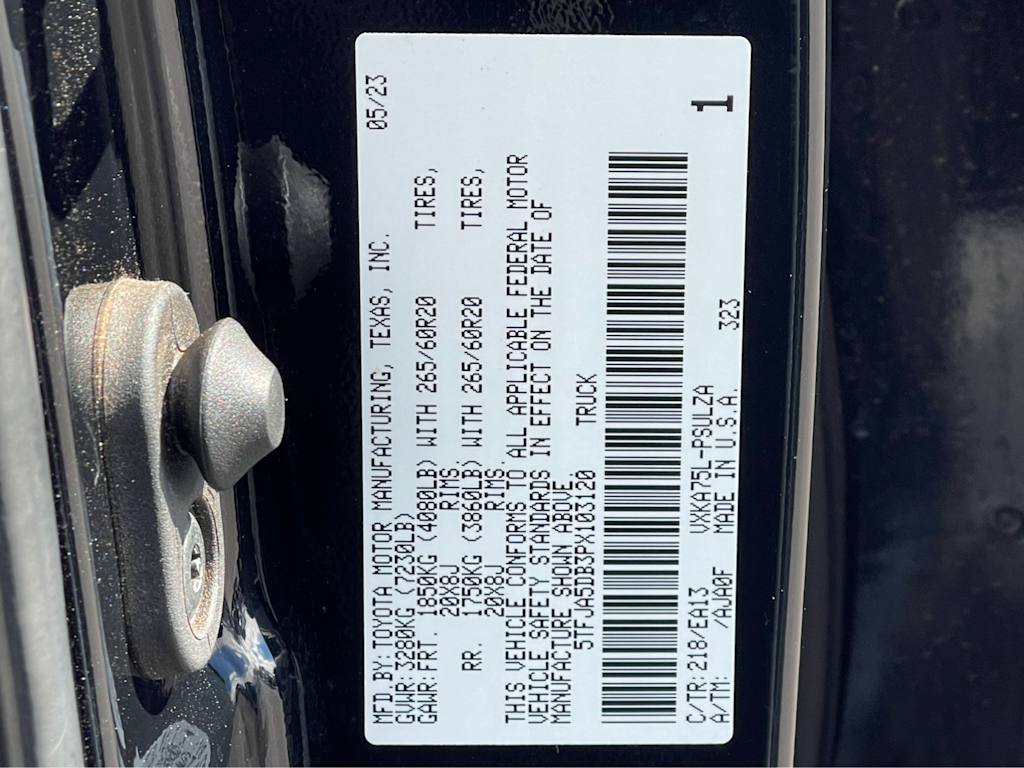 MFD BY: TOYOTA MOTOR MANUFACTURING, TEXAS, INC. 05/23
GVWR: 3280KG (7230LB)
GAWR: FRT. 1850KG (4080LB) WITH 265/60R20 TIRES,
20X8J RIMS,
RR. 1750KG (3860LB) WITH 265/60R20 TIRES,
20X8J RIMS.
THIS VEHICLE CONFORMS TO ALL APPLICABLE FEDERAL MOTOR
VEHICLE SAFETY STANDARDS IN EFFECT ON THE DATE OF
MANUFACTURE SHOWN ABOVE.
5TFJA5DB3PX103120 TRUCK
C/TR: 218/EA13 VXKA75L-PSULZA 323 1
A/TM: /AJA0F MADE IN U.S.A.